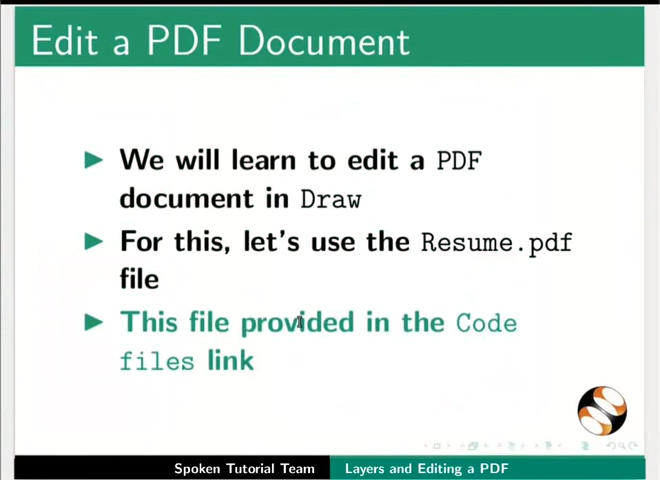 Edit a PDF Document
We will learn to edit a PDF
document in Draw
For this, let's use the Resume.pdf
file
This file provided in the Code
files link
Spoken Tutorial Team
Layers and Editing a PDF